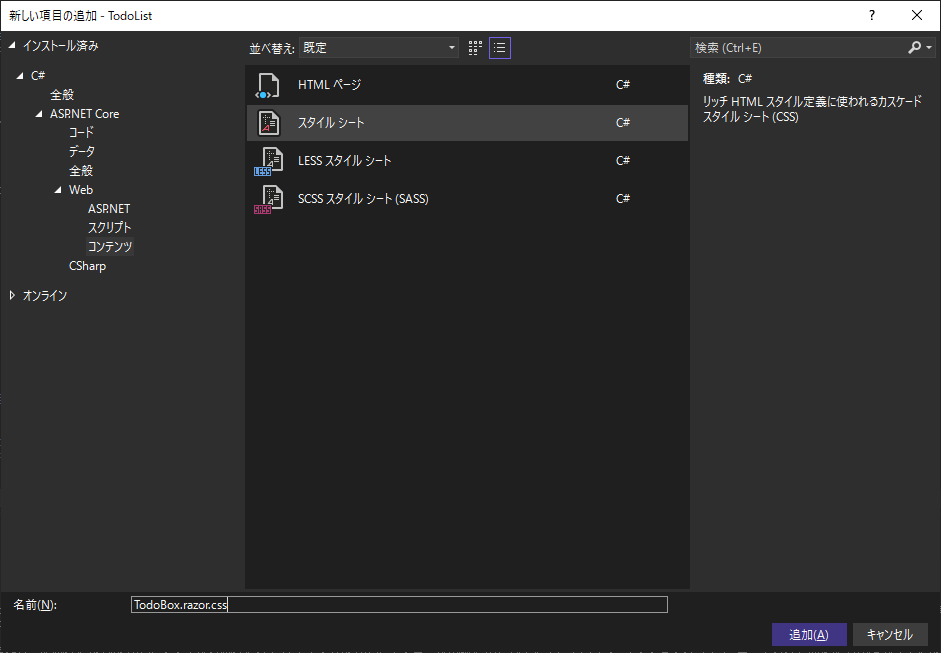 新しい項目の追加 - TodoList
?
インストール済み
並べ替え: 既定
検索 (Ctrl+E)
C#
全般
ASP.NET Core
コード
データ
全般
Web
ASP.NET
スクリプト
コンテンツ
CSharp
オンライン
HTML ページ C#
スタイル シート C#
LESS LESS スタイル シート C#
SASS SCSS スタイル シート (SASS) C#
種類: C#
リッチ HTML スタイル定義に使われるカスケード
スタイル シート (CSS)
名前(N): TodoBox.razor.css
追加(A) キャンセル